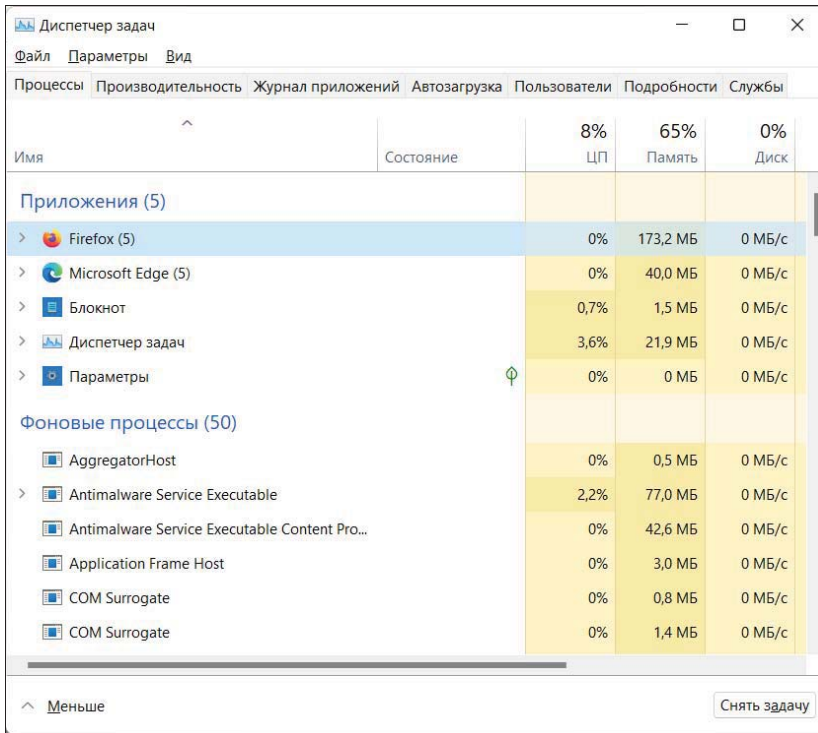 Диспетчер задач
Файл Параметры Вид
Процессы Производительность Журнал приложений Автозагрузка Пользователи Подробности Службы
8% 65% 0%
Имя Состояние ЦП Память Диск
Приложения (5)
Firefox (5) 0% 173,2 МБ 0 МБ/с
Microsoft Edge (5) 0% 40,0 МБ 0 МБ/с
Блокнот 0,7% 1,5 МБ 0 МБ/с
Диспетчер задач 3,6% 21,9 МБ 0 МБ/с
Параметры 0% 0 МБ 0 МБ/с
Фоновые процессы (50)
AggregatorHost 0% 0,5 МБ 0 МБ/с
Antimalware Service Executable 2,2% 77,0 МБ 0 МБ/с
Antimalware Service Executable Content Pro... 0% 42,6 МБ 0 МБ/с
Application Frame Host 0% 3,0 МБ 0 МБ/с
COM Surrogate 0% 0,8 МБ 0 МБ/с
COM Surrogate 0% 1,4 МБ 0 МБ/с
Меньше Снять задачу